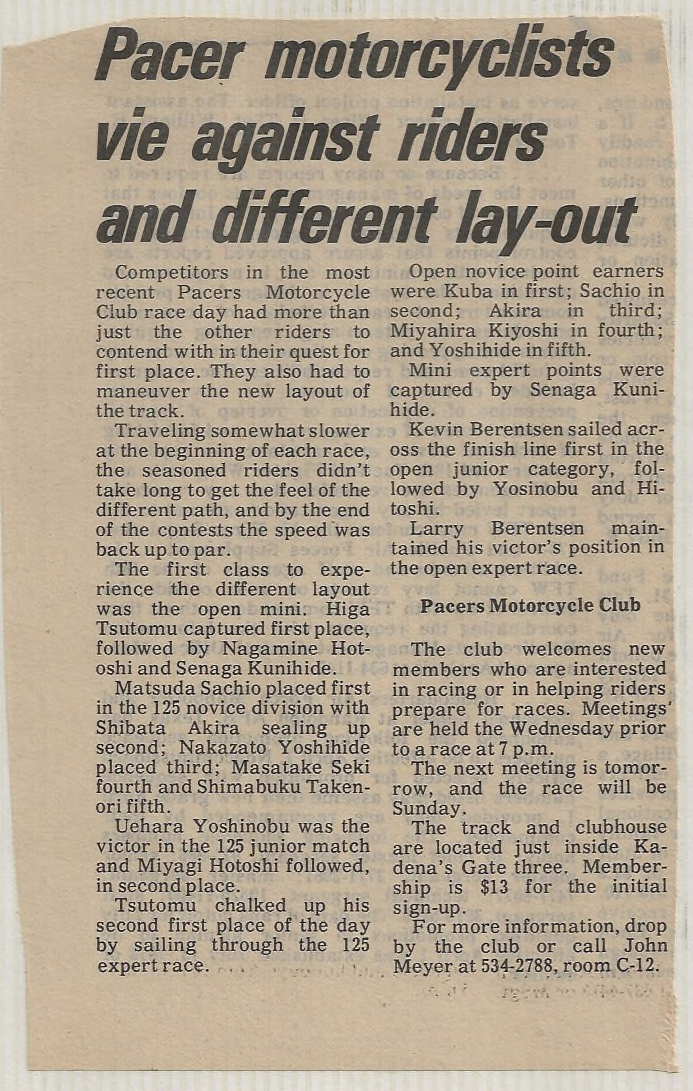 Pacer motorcyclists
vie against riders
and different lay-out
Competitors in the most
recent Pacers Motorcycle
Club race day had more than
just the other riders to
contend with in their quest for
first place. They also had to
maneuver the new layout of
the track.
Traveling somewhat slower
at the beginning of each race,
the seasoned riders didn't
take long to get the feel of the
different path, and by the end
of the contests the speed was
back up to par.
The first class to expe-
rience the different layout
was the open mini. Higa
Tsutomu captured first place,
followed by Nagamine Hot-
oshi and Senaga Kunihide.
Matsuda Sachio placed first
in the 125 novice division with
Shibata Akira sealing up
second; Nakazato Yoshihide
placed third; Masatake Seki
fourth and Shimabuku Taken-
ori fifth.
Uehara Yoshinobu was the
victor in the 125 junior match
and Miyagi Hotoshi followed,
in second place.
Tsutomu chalked up his
second first place of the day
by sailing through the 125
expert race.
Open novice point earners
were Kuba in first; Sachio in
second; Akira in third;
Miyahira Kiyoshi in fourth;
and Yoshihide in fifth.
Mini expert points were
captured by Senaga Kuni-
hide.
Kevin Berentsen sailed acr-
oss the finish line first in the
open junior category, fol-
lowed by Yosinobu and Hi-
toshi.
Larry Berentsen main-
tained his victor's position in
the open expert race.
Pacers Motorcycle Club
The club welcomes new
members who are interested
in racing or in helping riders
prepare for races. Meetings
are held the Wednesday prior
to a race at 7 p.m.
The next meeting is tomor-
row, and the race will be
Sunday.
The track and clubhouse
are located just inside Ka-
dena's Gate three. Member-
ship is $13 for the initial
sign-up.
For more information, drop
by the club or call John
Meyer at 534-2788, room C-12.